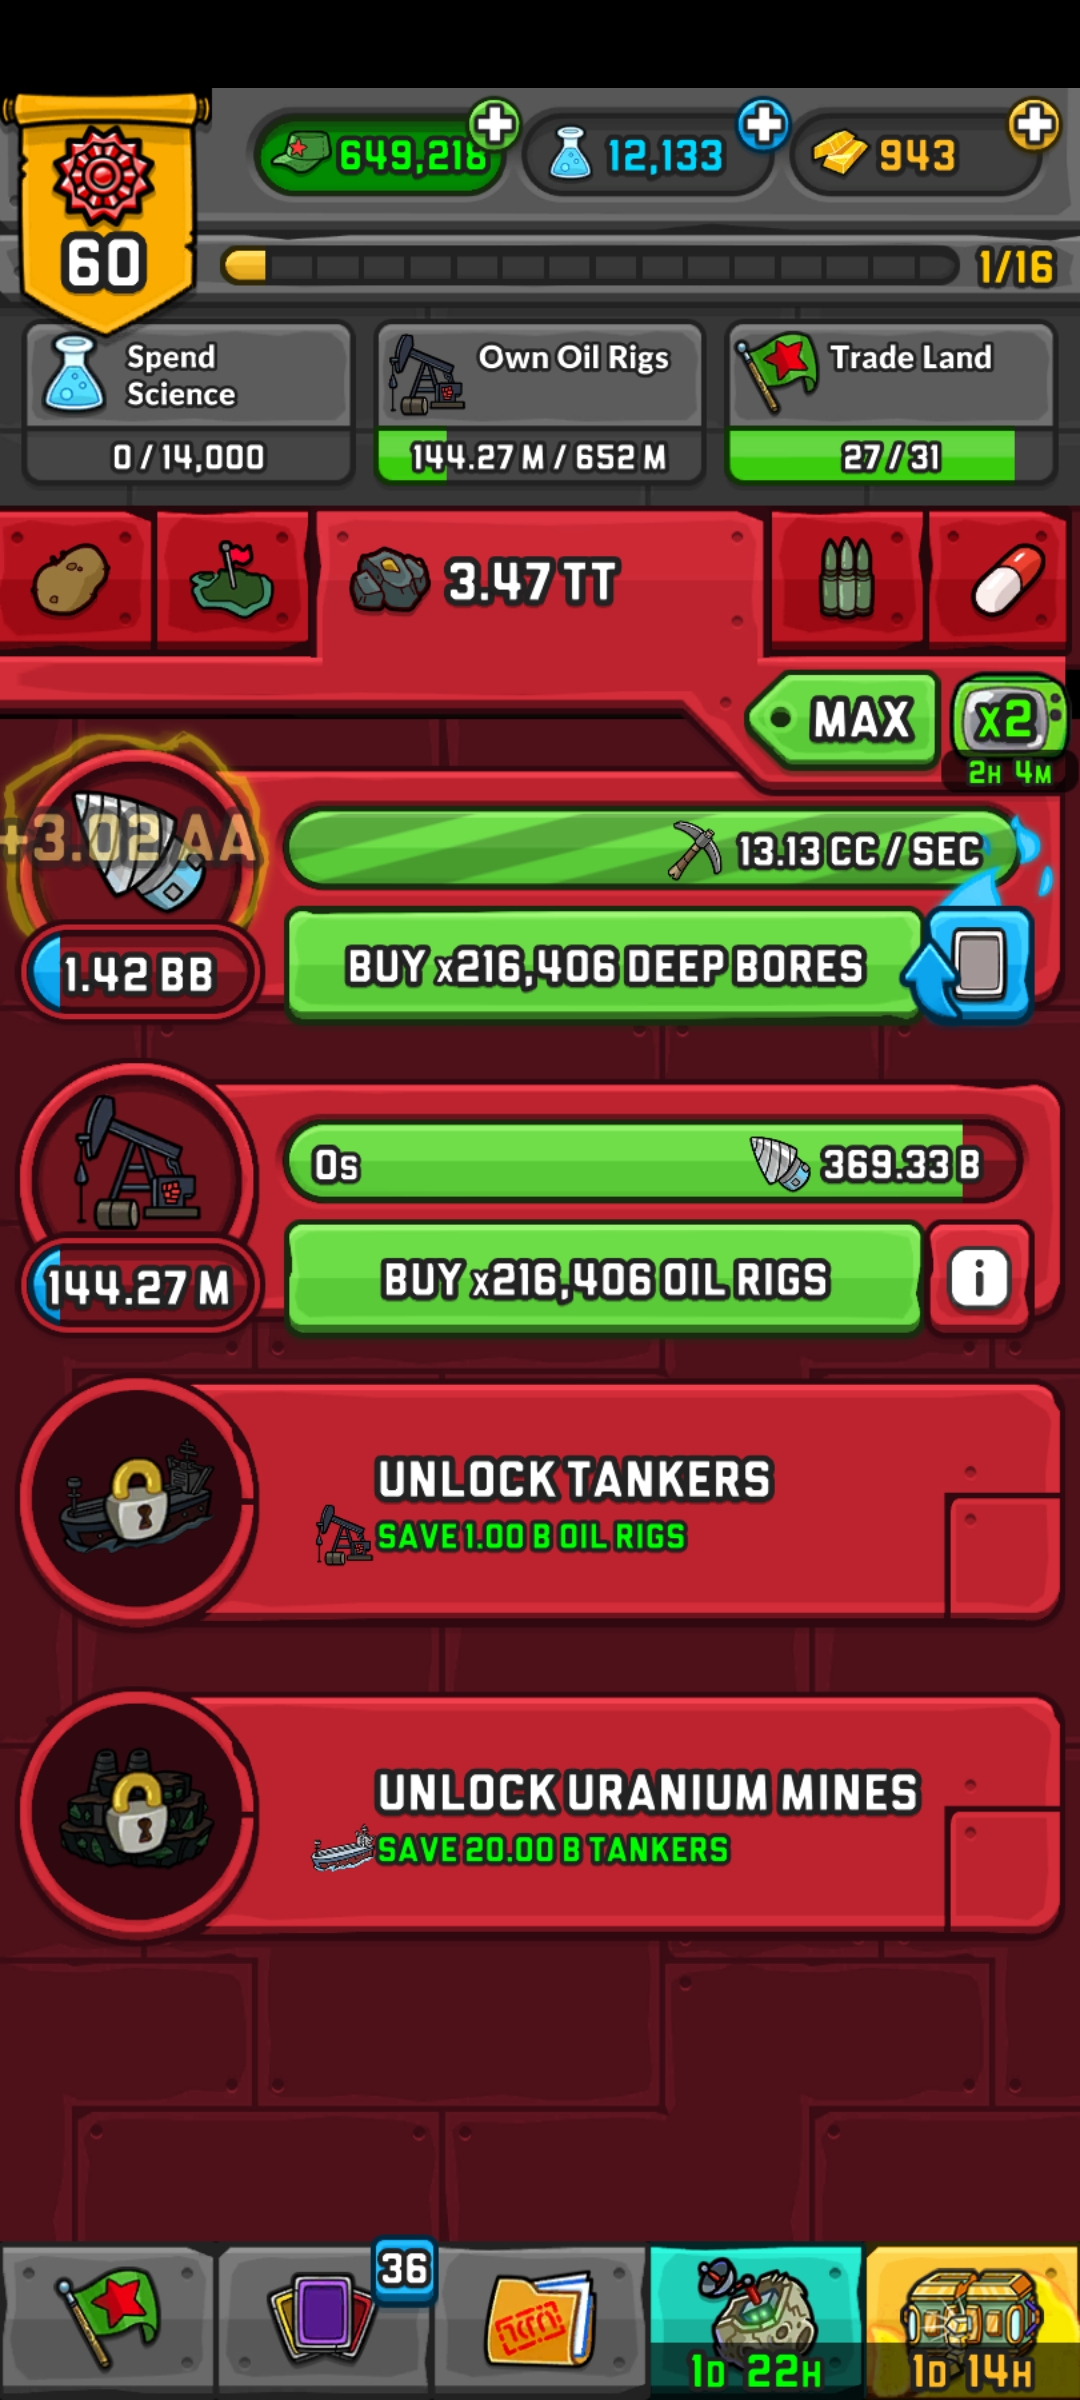 649,218
12,133
943
60
1/16
Spend
Science
0/14,000
Own Oil Rigs
144.27 M / 652 M
Trade Land
27/31
3.47 TT
MAX
x2
2H 4M
+3.02 AA
13.13 CC / SEC
1.42 BB
BUY x216,406 DEEP BORES
0s
369.33 B
144.27 M
BUY x216,406 OIL RIGS
i
UNLOCK TANKERS
SAVE 1.00 B OIL RIGS
UNLOCK URANIUM MINES
SAVE 20.00 B TANKERS
36
1D 22H
1D 14H